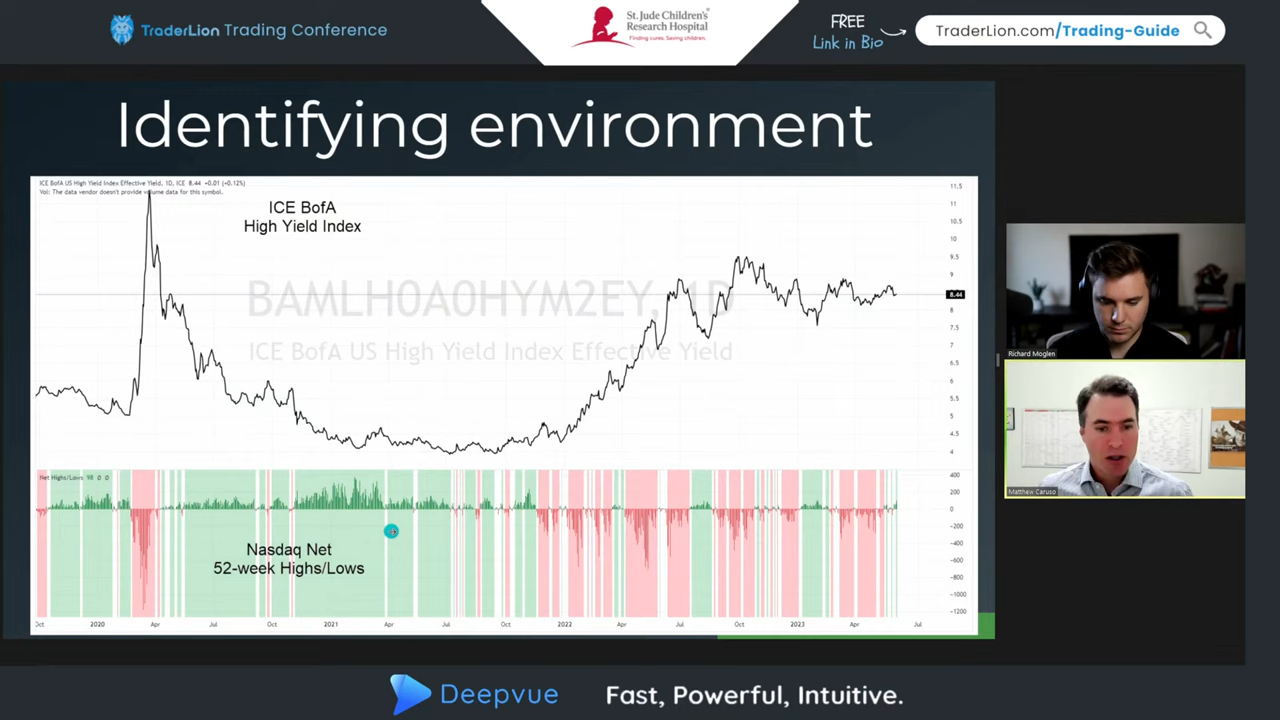 TraderLion Trading Conference
St. Jude Children's
Research Hospital
Finding cures. Saving children.
FREE
Link in Bio
TraderLion.com/Trading-Guide
Identifying environment
ICE BofA US High Yield Index Effective Yield, 1D, ICE 8.44 +0.01 (+0.12%)
Vol: The data vendor doesn't provide volume data for this symbol.
ICE BofA
High Yield Index
BAMLH0A0HYM2EY, 1D
ICE BofA US High Yield Index Effective Yield
11.5
11
10.5
10
9.5
9
8.44
8
7.5
7
6.5
6
5.5
5
4.5
4
Net Highs/Lows 98 0 0
Nasdaq Net
52-week Highs/Lows
400
200
0
-200
-400
-600
-800
-1000
-1200
Oct 2020 Apr Jul Oct 2021 Apr Jul Oct 2022 Apr Jul Oct 2023 Apr Jul
Richard Moglen
Matthew Caruso
Deepvue
Fast, Powerful, Intuitive.